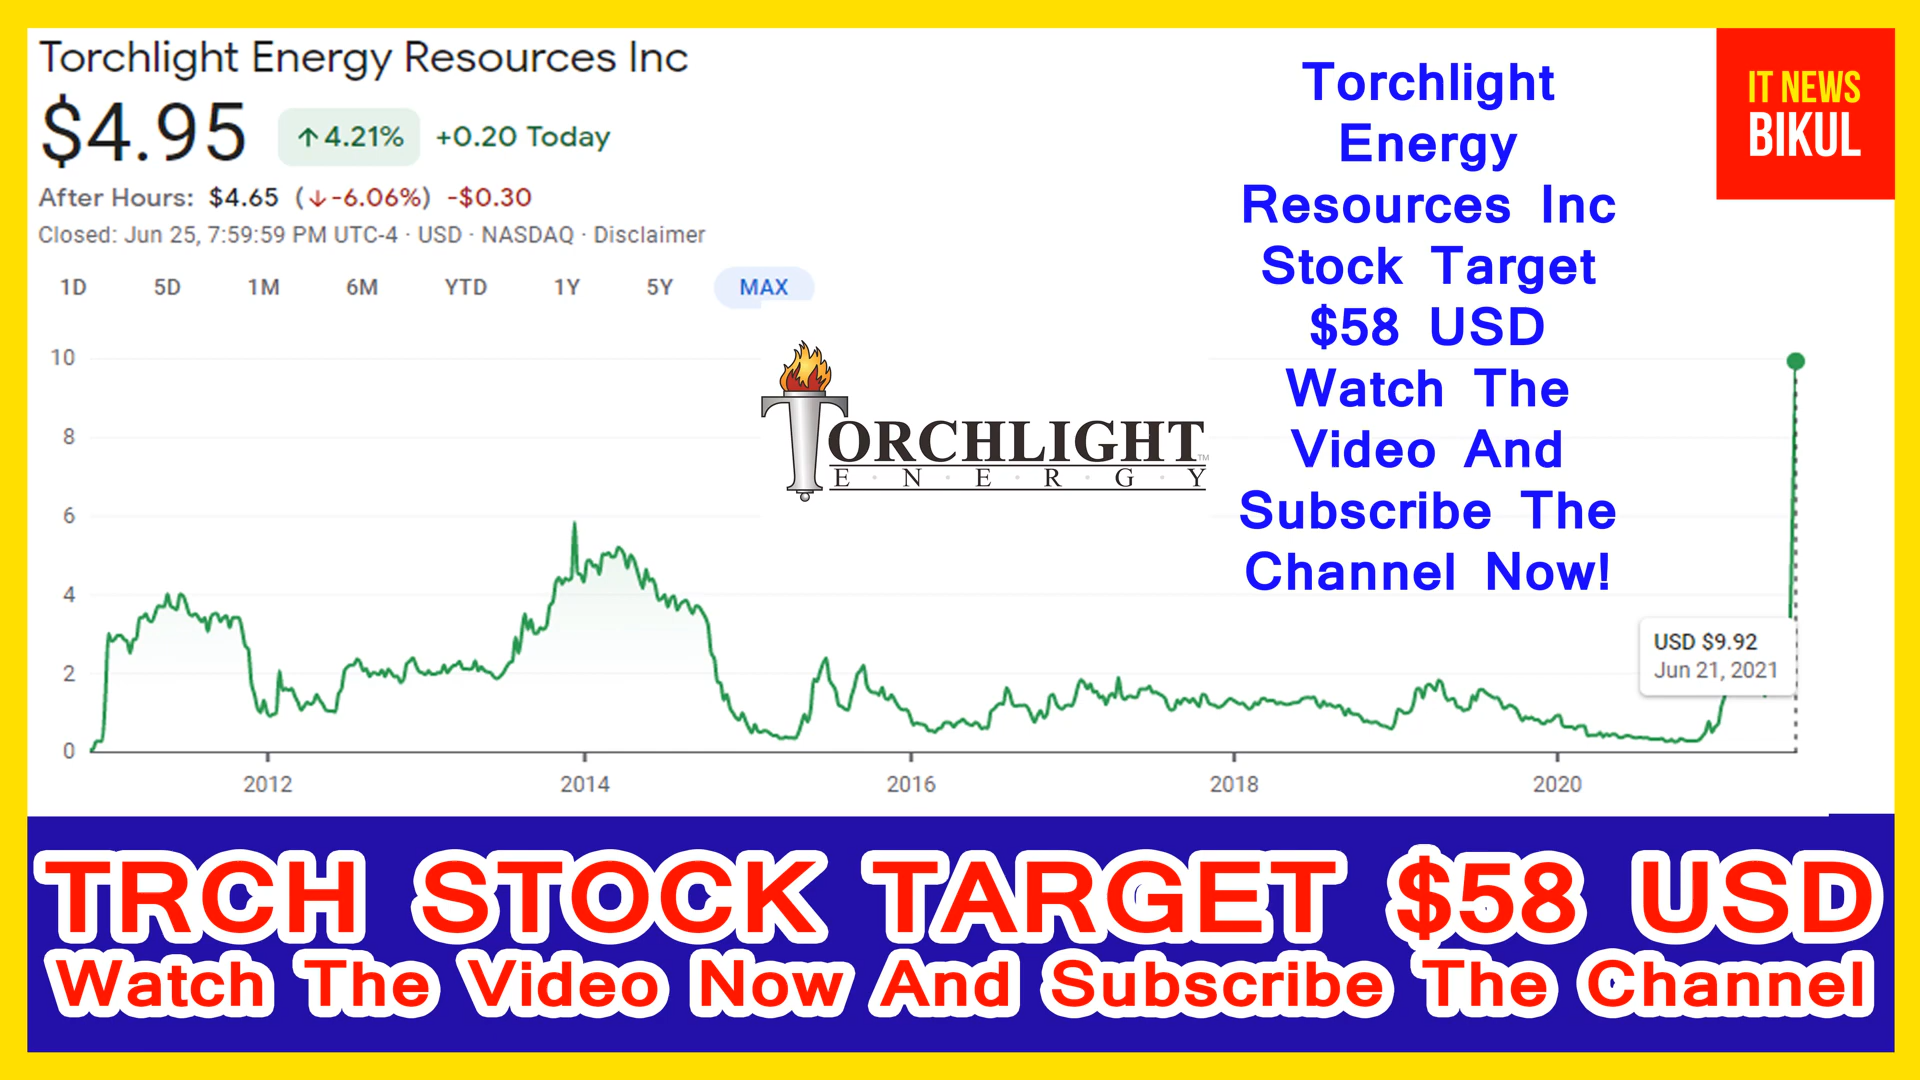 Torchlight Energy Resources Inc
$4.95 ↑4.21% +0.20 Today
After Hours: $4.65 (↓-6.06%) -$0.30
Closed: Jun 25, 7:59:59 PM UTC-4 · USD · NASDAQ · Disclaimer
1D 5D 1M 6M YTD 1Y 5Y MAX
10
8
6
4
2
0
2012 2014 2016 2018 2020
TORCHLIGHT™
E·N·E·R·G·Y
Torchlight
Energy
Resources Inc
Stock Target
$58 USD
Watch The
Video And
Subscribe The
Channel Now!
IT NEWS
BIKUL
USD $9.92
Jun 21, 2021
TRCH STOCK TARGET $58 USD
Watch The Video Now And Subscribe The Channel